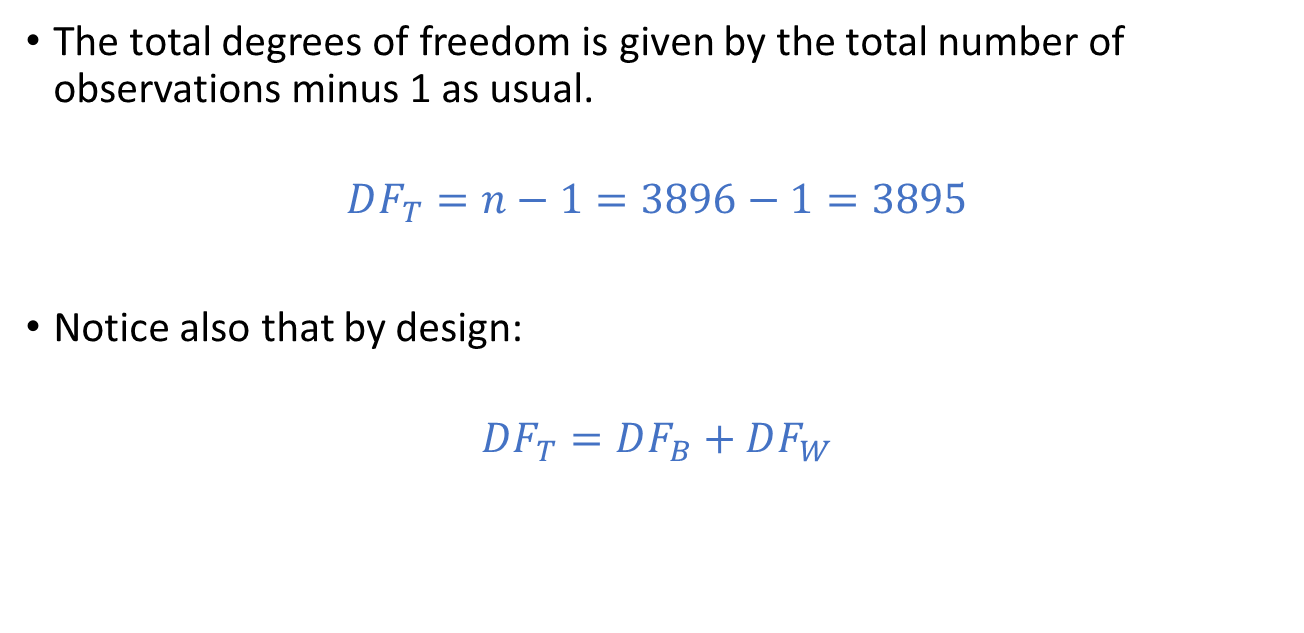 • The total degrees of freedom is given by the total number of
observations minus 1 as usual.
DF_T = n − 1 = 3896 − 1 = 3895
• Notice also that by design:
DF_T = DF_B + DF_W